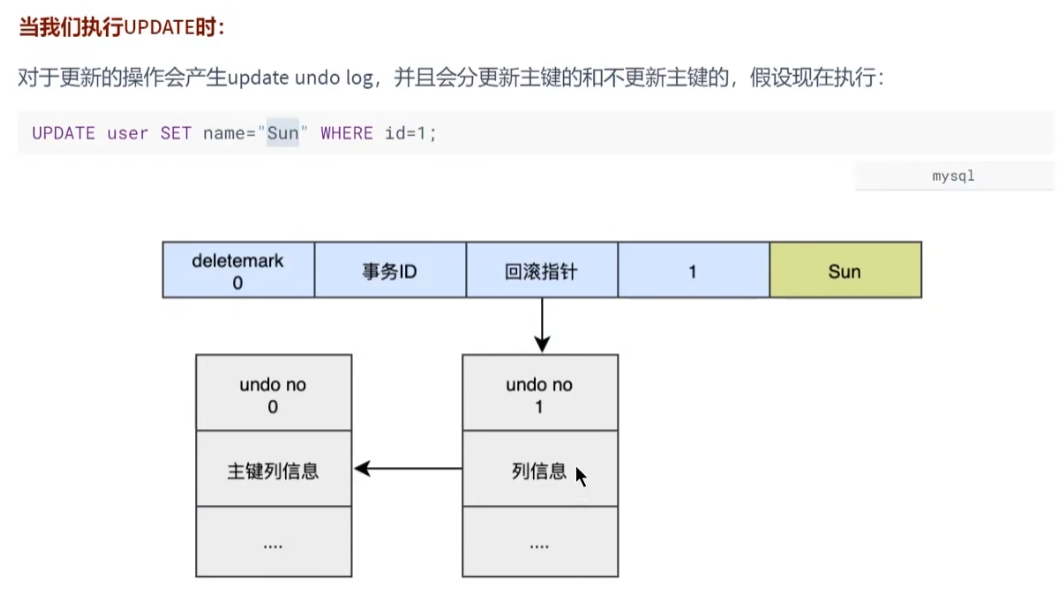 当我们执行UPDATE时：
对于更新的操作会产生update undo log，并且会分更新主键的和不更新主键的，假设现在执行：
UPDATE user SET name="Sun" WHERE id=1;
mysql
deletemark
0
事务ID
回滚指针
1
Sun
undo no
0
undo no
1
主键列信息
列信息
....
....